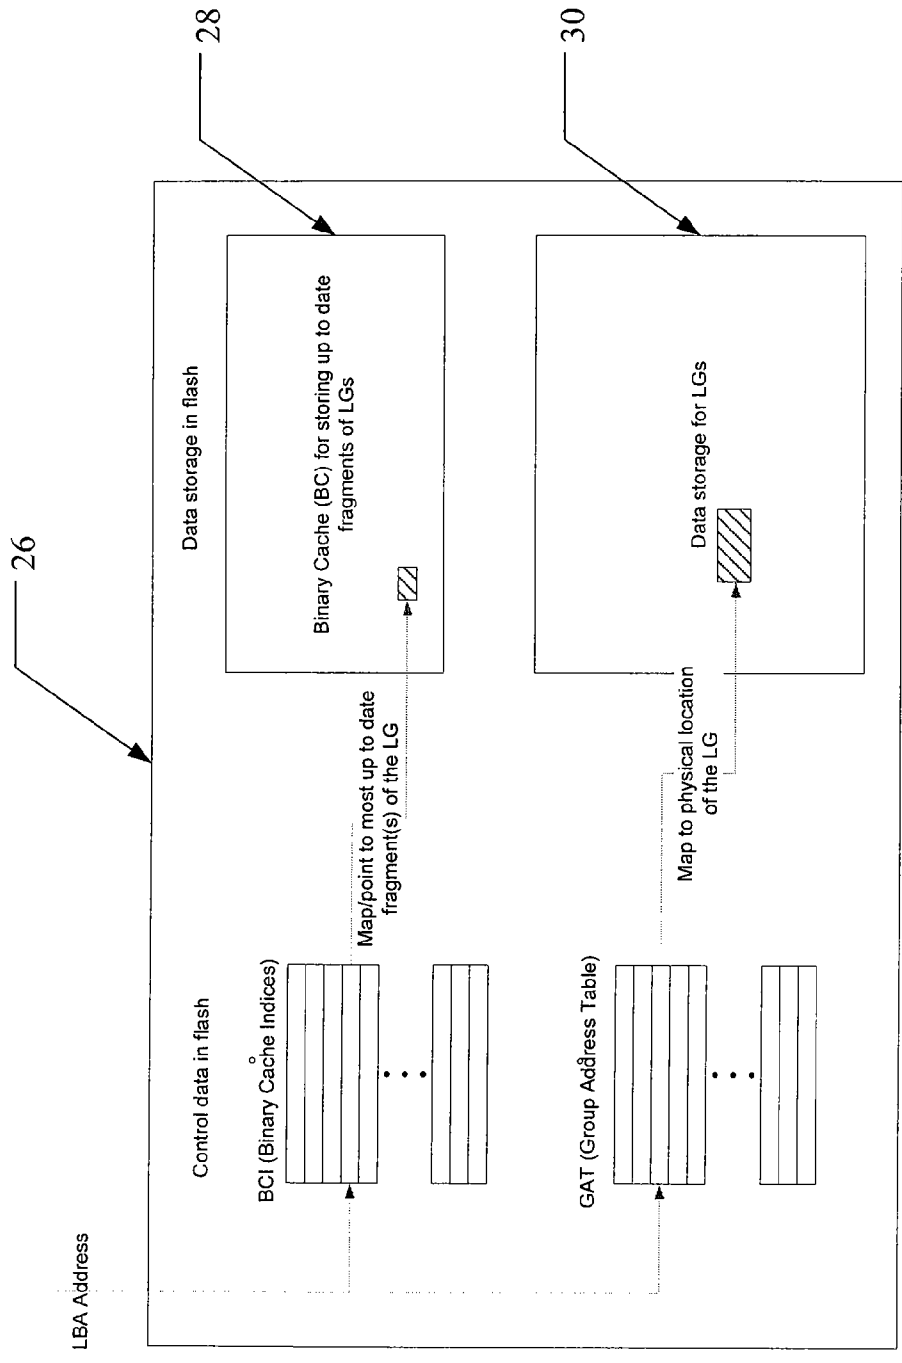 26
28
30
LBA Address
Control data in flash
Data storage in flash
BCI (Binary Cache Indices)
Map/point to most up to date
fragment(s) of the LG
Binary Cache (BC) for storing up to date
fragments of LGs
GAT (Group Address Table)
Map to physical location
of the LG
Data storage for LGs